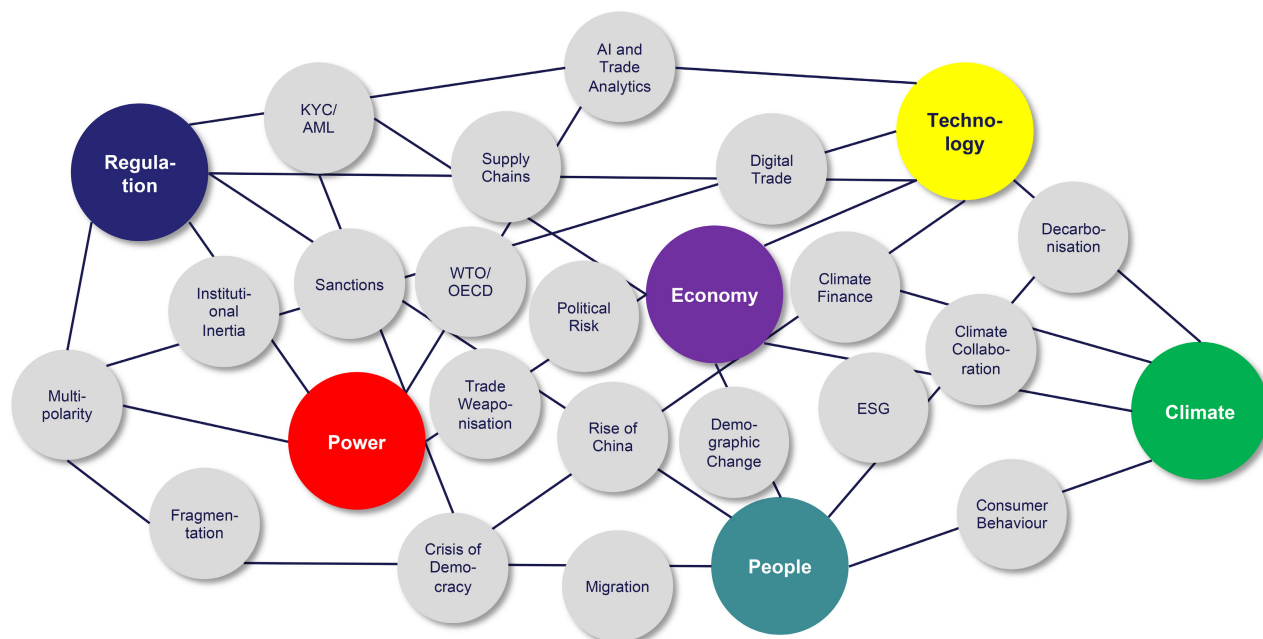 AI and
Trade
Analytics
KYC/
AML
Techno-
logy
Regula-
tion
Supply
Chains
Digital
Trade
Decarbo-
nisation
Instituti-
onal
Inertia
Sanctions
WTO/
OECD
Political
Risk
Economy
Climate
Finance
Climate
Collabo-
ration
Multi-
polarity
Power
Trade
Weapo-
nisation
Rise of
China
Demo-
graphic
Change
ESG
Climate
Fragmen-
tation
Crisis of
Demo-
cracy
Migration
People
Consumer
Behaviour